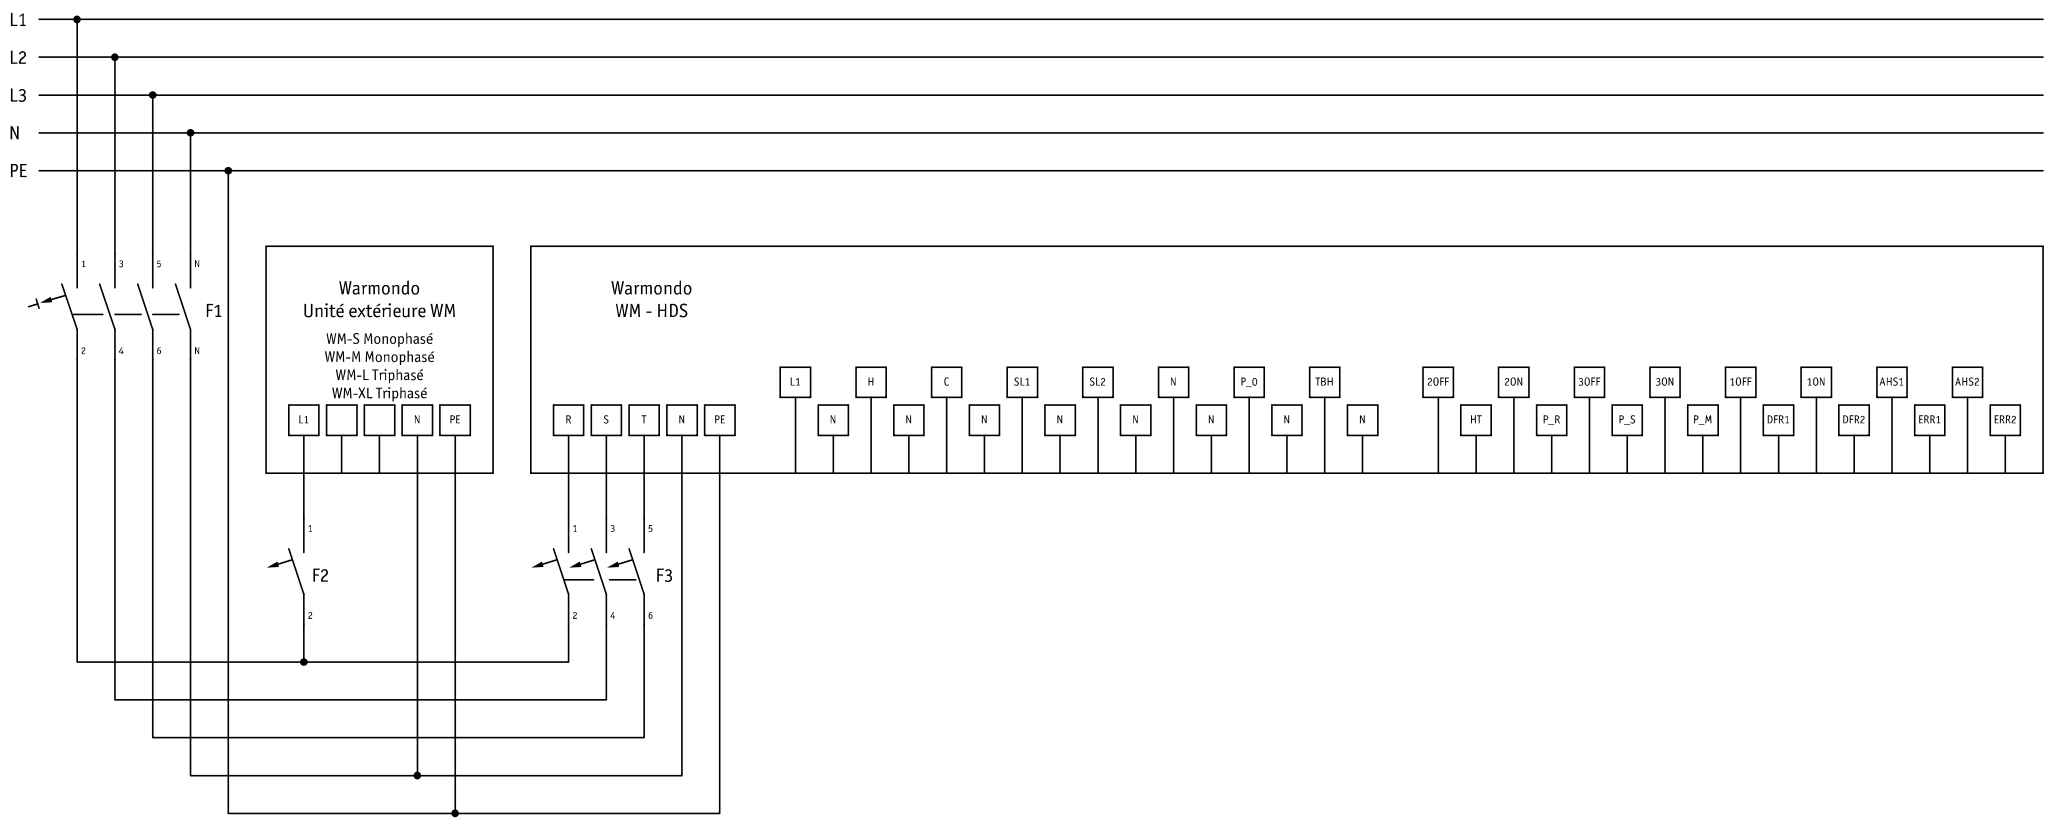 L1
L2
L3
N
PE
1 3 5 N
F1
2 4 6 N
Warmondo
Unité extérieure WM
WM-S Monophasé
WM-M Monophasé
WM-L Triphasé
WM-XL Triphasé
L1 N PE
Warmondo
WM - HDS
R S T N PE
L1 H C SL1 SL2 N P_0 TBH 2OFF 2ON 3OFF 3ON 1OFF 1ON AHS1 AHS2
N N N N N N N N HT P_R P_S P_M DFR1 DFR2 ERR1 ERR2
1
F2
2
1 3 5
F3
2 4 6